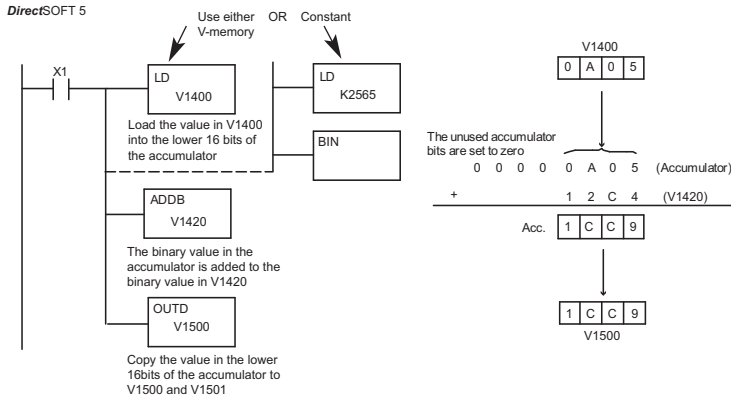 DirectSOFT 5
Use either OR Constant
V-memory
X1
LD
V1400
LD
K2565
Load the value in V1400
into the lower 16 bits of
the accumulator
BIN
ADDB
V1420
The binary value in the
accumulator is added to the
binary value in V1420
OUTD
V1500
Copy the value in the lower
16bits of the accumulator to
V1500 and V1501
V1400
0 A 0 5
The unused accumulator
bits are set to zero
0 0 0 0 0 A 0 5 (Accumulator)
+ 1 2 C 4 (V1420)
Acc. 1 C C 9
1 C C 9
V1500